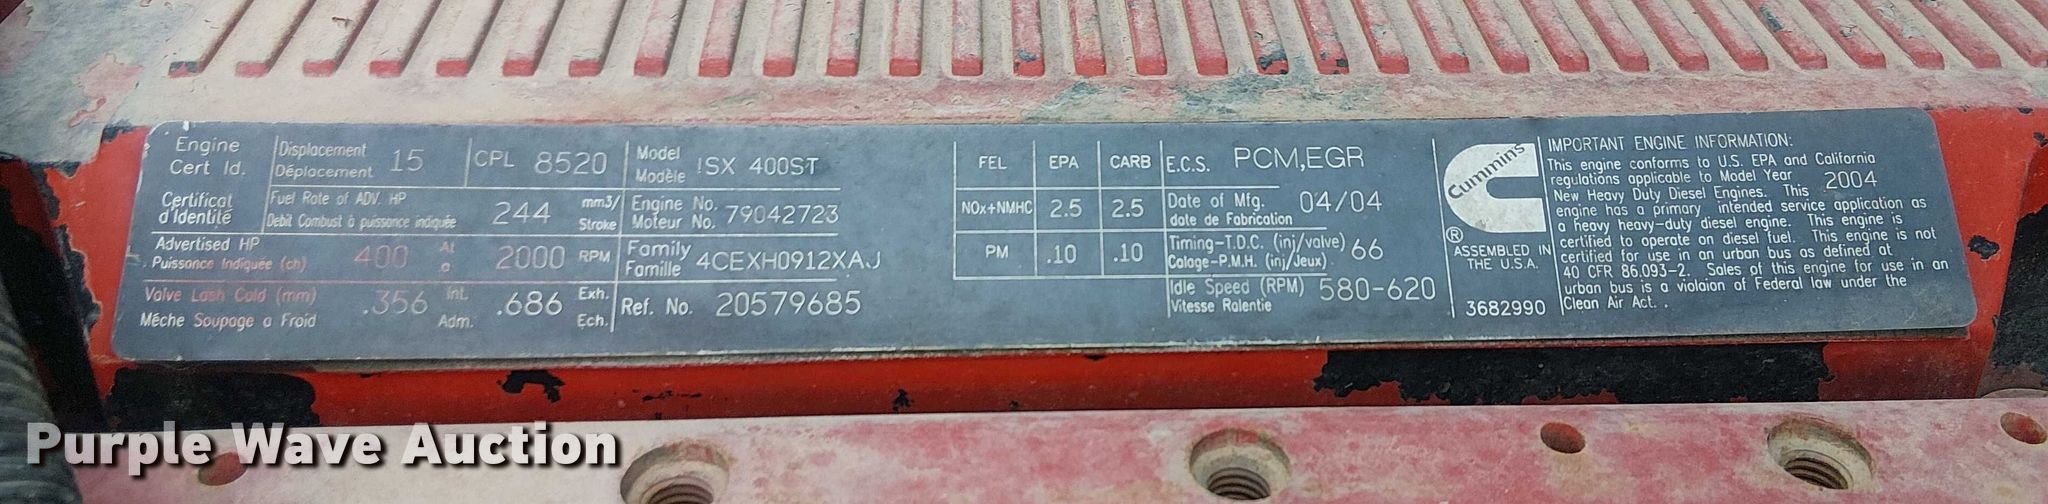 Engine
Cert Id.
Certificat
d'Identité
Displacement
Déplacement 15
CPL 8520
Fuel Rate of ADV. HP
Debit Combust à puissance indiquée
244 mm3/
Stroke
Advertised HP
Puissance Indiquée (ch)
400 At
a 2000 RPM
Valve Lash Cold (mm)
Mêche Soupage a Froid
.356 Int.
Adm. .686 Exh.
Ech.
Model
Modèle ISX 400ST
Engine No.
Moteur No. 79042723
Family
Famille 4CEXH0912XAJ
Ref. No. 20579685
FEL EPA CARB
NOx+NMHC 2.5 2.5
PM .10 .10
E.C.S. PCM,EGR
Date of Mfg.
date de Fabrication 04/04
Timing-T.D.C. (inj/valve)
Calage-P.M.H. (inj/Jeux) 66
Idle Speed (RPM)
Vitesse Ralentie 580-620
Cummins
®
ASSEMBLED IN
THE U.S.A.
3682990
IMPORTANT ENGINE INFORMATION:
This engine conforms to U.S. EPA and California
regulations applicable to Model Year 2004
New Heavy Duty Diesel Engines. This
engine has a primary intended service application as
a heavy heavy-duty diesel engine. This engine is
certified to operate on diesel fuel. This engine is not
certified for use in an urban bus as defined at
40 CFR 86.093-2. Sales of this engine for use in an
urban bus is a violaion of Federal law under the
Clean Air Act. .
Purple Wave Auction